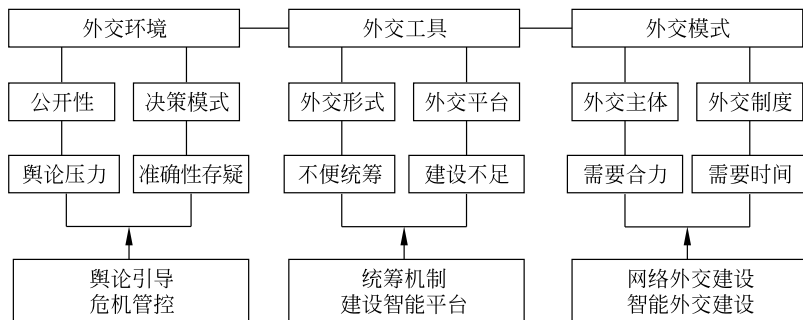 外交环境
外交工具
外交模式
公开性
决策模式
外交形式
外交平台
外交主体
外交制度
舆论压力
准确性存疑
不便统筹
建设不足
需要合力
需要时间
舆论引导
危机管控
统筹机制
建设智能平台
网络外交建设
智能外交建设